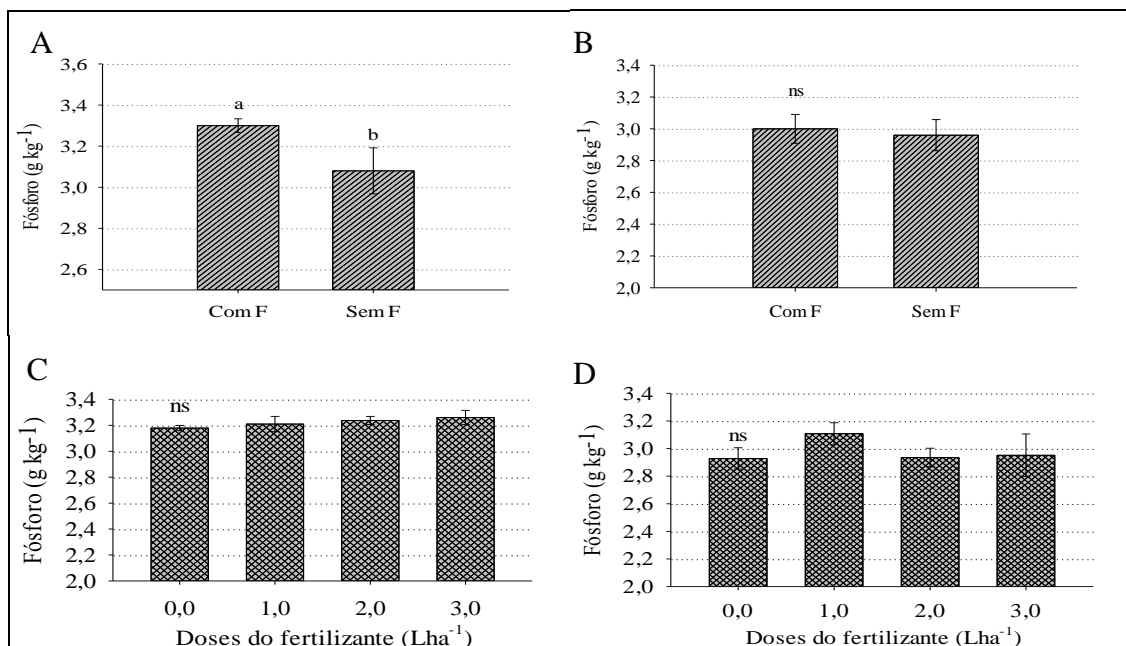 A
Fósforo (g kg-1)
3,6
3,4
3,2
3,0
2,8
2,6
a
b
Com F
Sem F
B
Fósforo (g kg-1)
3,4
3,2
3,0
2,8
2,6
2,4
2,2
2,0
ns
Com F
Sem F
C
Fósforo (g kg-1)
3,4
3,2
3,0
2,8
2,6
2,4
2,2
2,0
ns
0,0 1,0 2,0 3,0
Doses do fertilizante (Lha-1)
D
Fósforo (g kg-1)
3,4
3,2
3,0
2,8
2,6
2,4
2,2
2,0
ns
0,0 1,0 2,0 3,0
Doses do fertilizante (Lha-1)